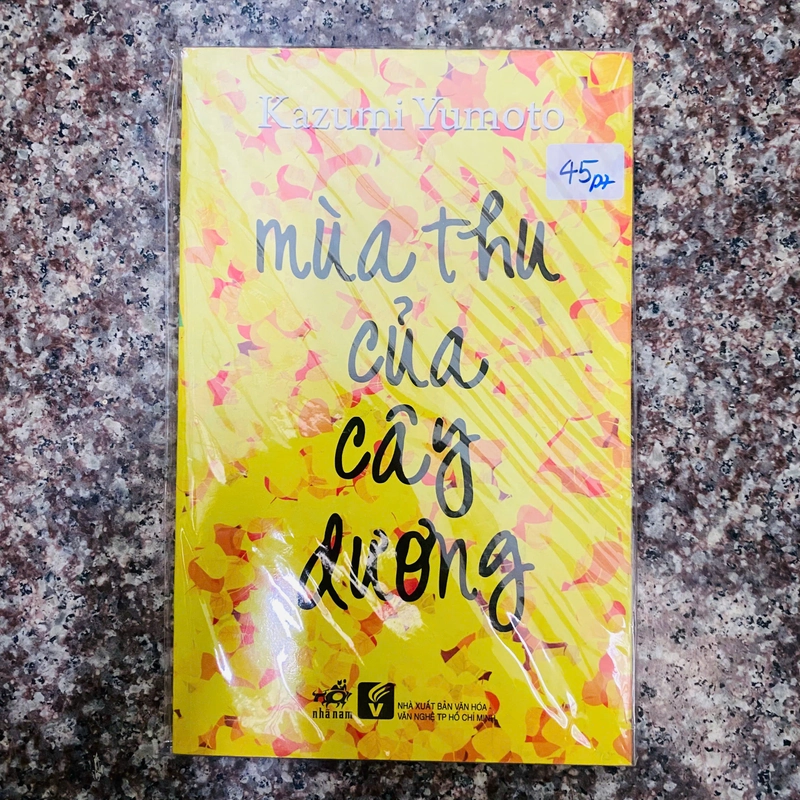 Kazumi Yumoto
45pt
mùa thu
của
cây
dương
nhã nam
NHÀ XUẤT BẢN VĂN HÓA -
VĂN NGHỆ TP HỒ CHÍ MINH